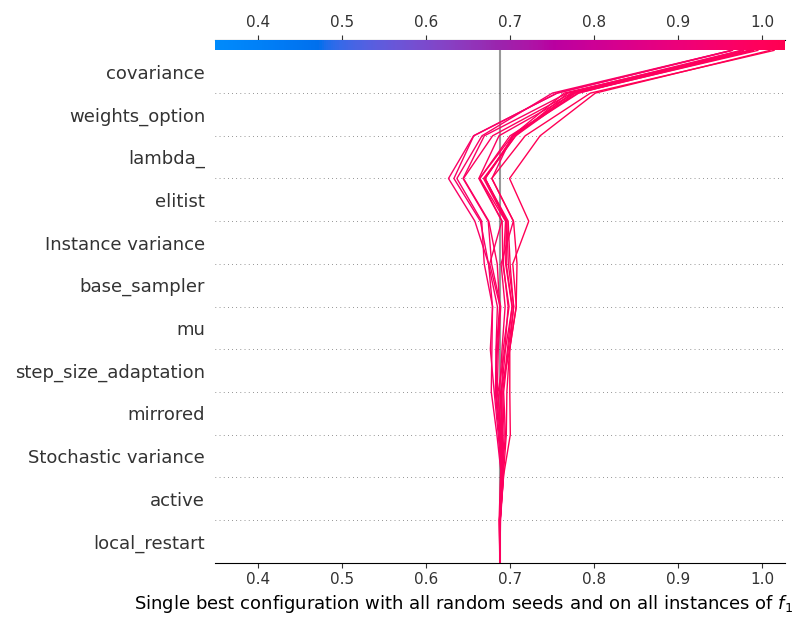 0.4 0.5 0.6 0.7 0.8 0.9 1.0
covariance
weights_option
lambda_
elitist
Instance variance
base_sampler
mu
step_size_adaptation
mirrored
Stochastic variance
active
local_restart
0.4 0.5 0.6 0.7 0.8 0.9 1.0
Single best configuration with all random seeds and on all instances of f₁